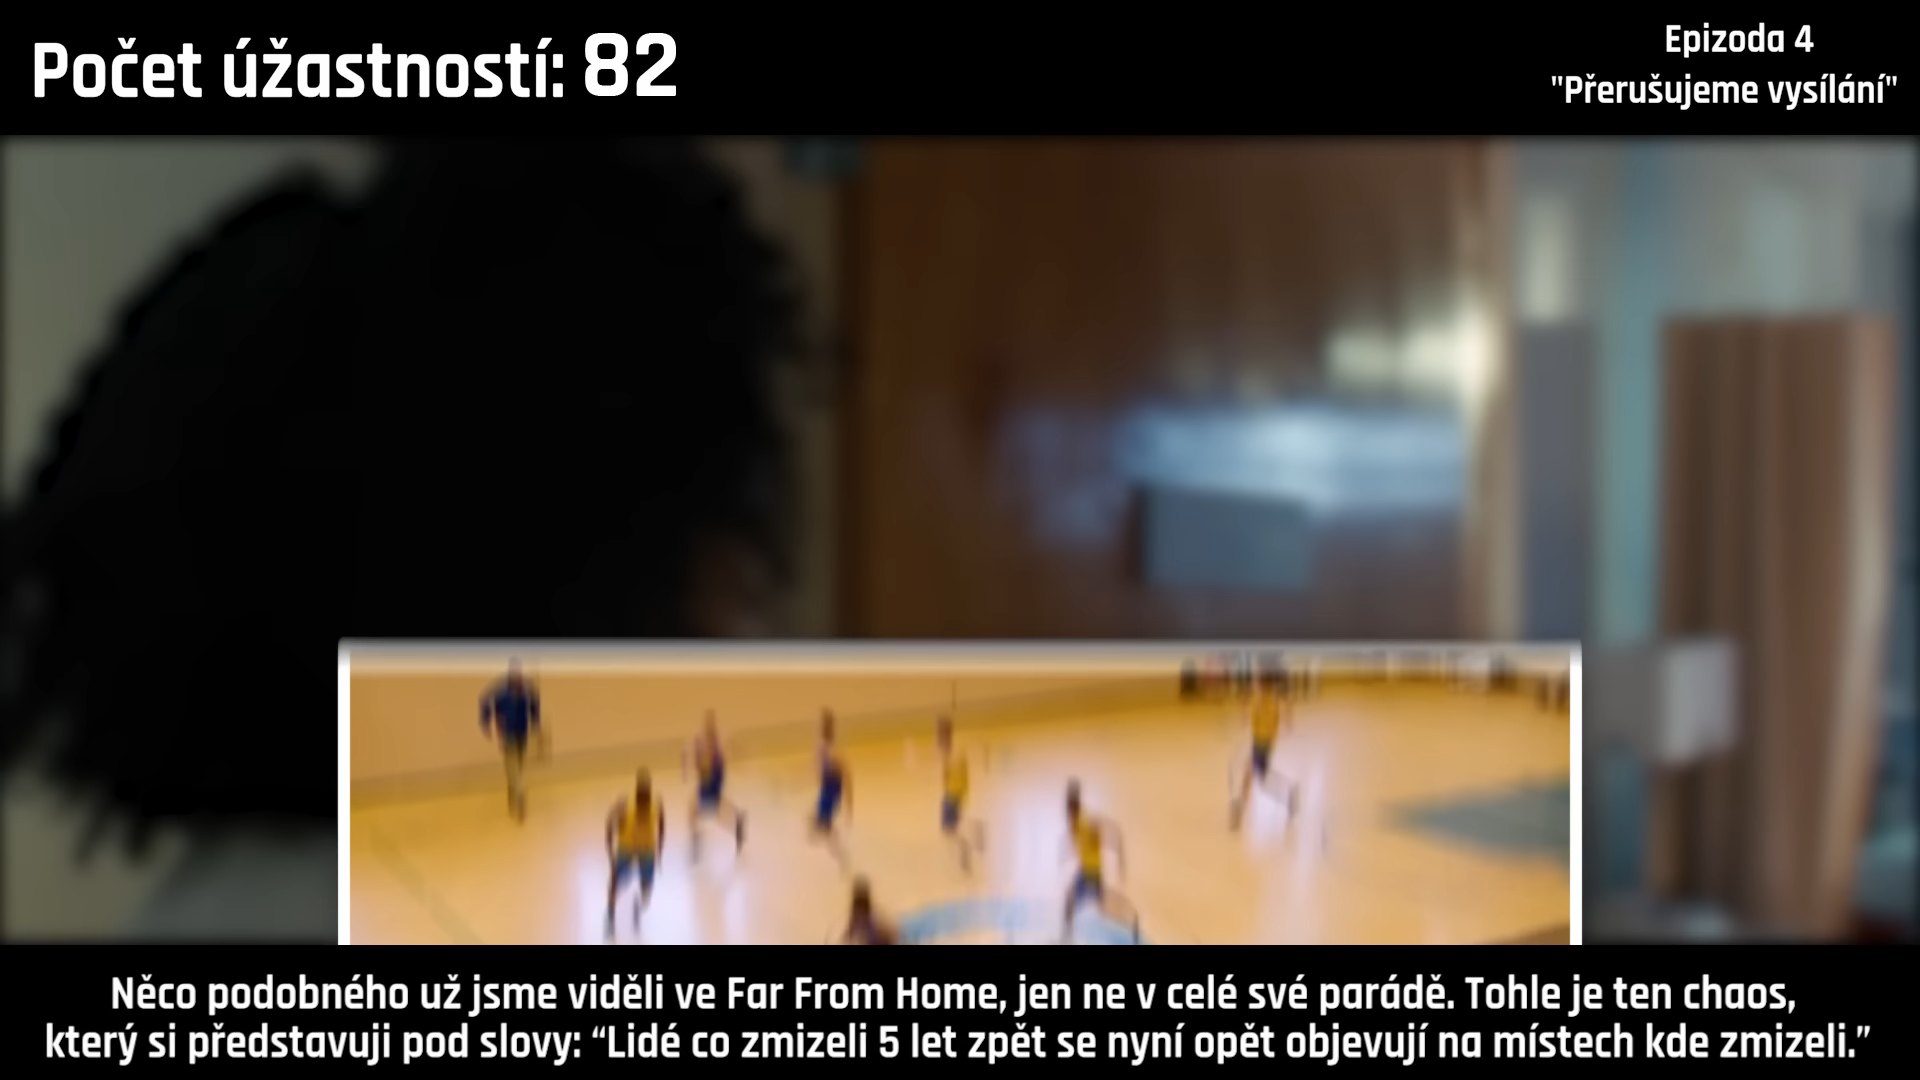 Počet úžastností: 82
Epizoda 4
"Přerušujeme vysílání"
Něco podobného už jsme viděli ve Far From Home, jen ne v celé své parádě. Tohle je ten chaos,
který si představuji pod slovy: “Lidé co zmizeli 5 let zpět se nyní opět objevují na místech kde zmizeli.”